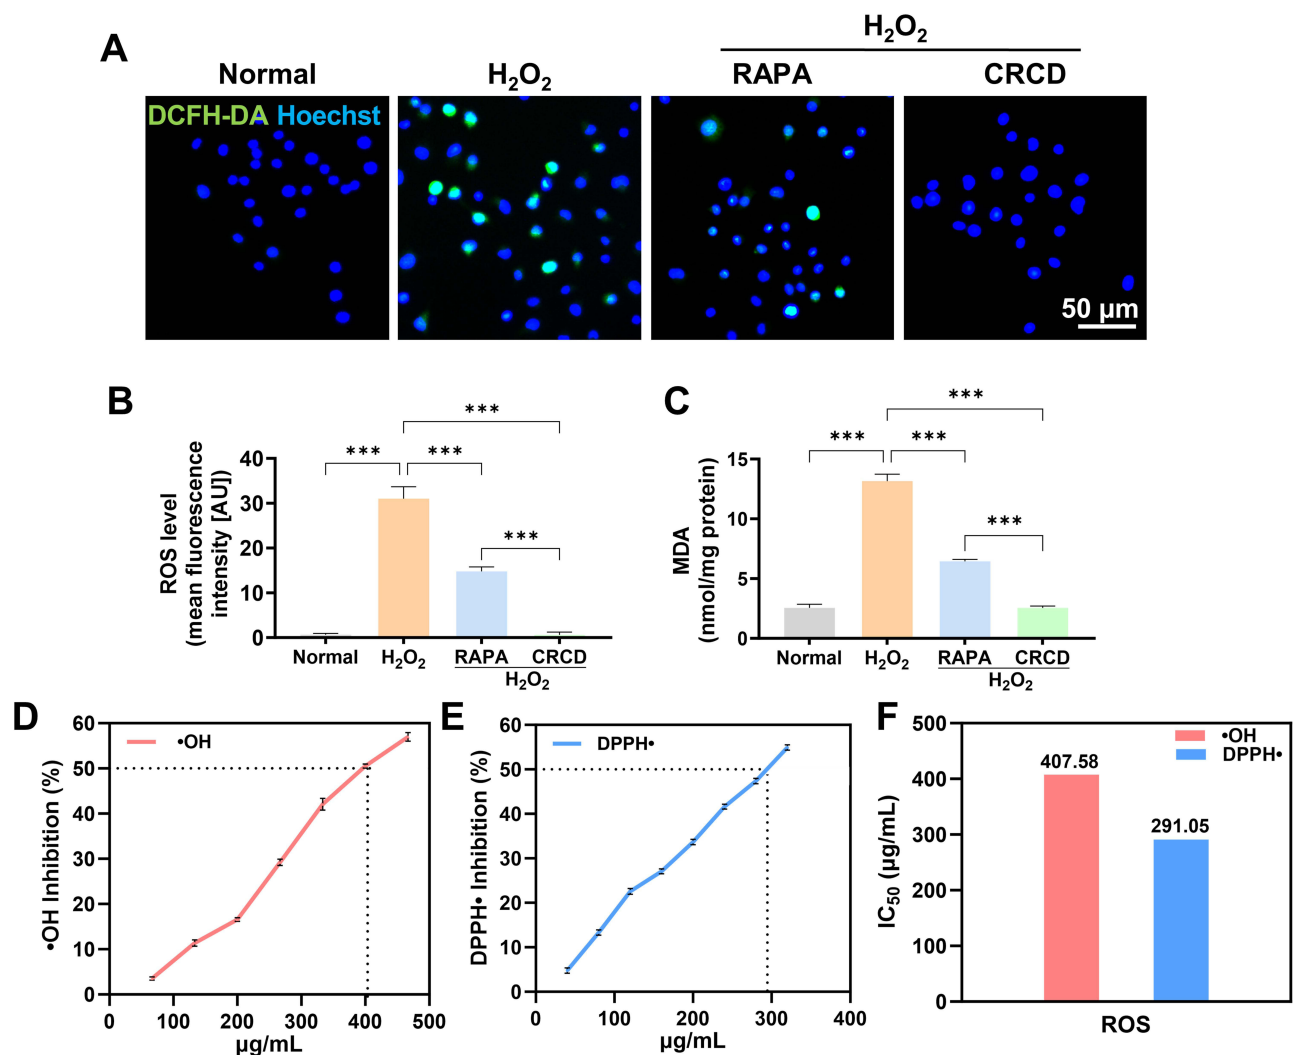 A
Normal
H₂O₂
H₂O₂
RAPA
CRCD
DCFH-DA Hoechst
50 μm
B
ROS level
(mean fluorescence
intensity [AU])
40
30
20
10
0
***
***
***
***
Normal
H₂O₂
RAPA
CRCD
H₂O₂
C
MDA
(nmol/mg protein)
15
10
5
0
***
***
***
***
Normal
H₂O₂
RAPA
CRCD
H₂O₂
D
•OH Inhibition (%)
60
50
40
30
20
10
0
•OH
0 100 200 300 400 500
μg/mL
E
DPPH• Inhibition (%)
60
50
40
30
20
10
0
DPPH•
0 100 200 300 400
μg/mL
F
IC₅₀ (μg/mL)
500
400
300
200
100
0
•OH
DPPH•
407.58
291.05
ROS